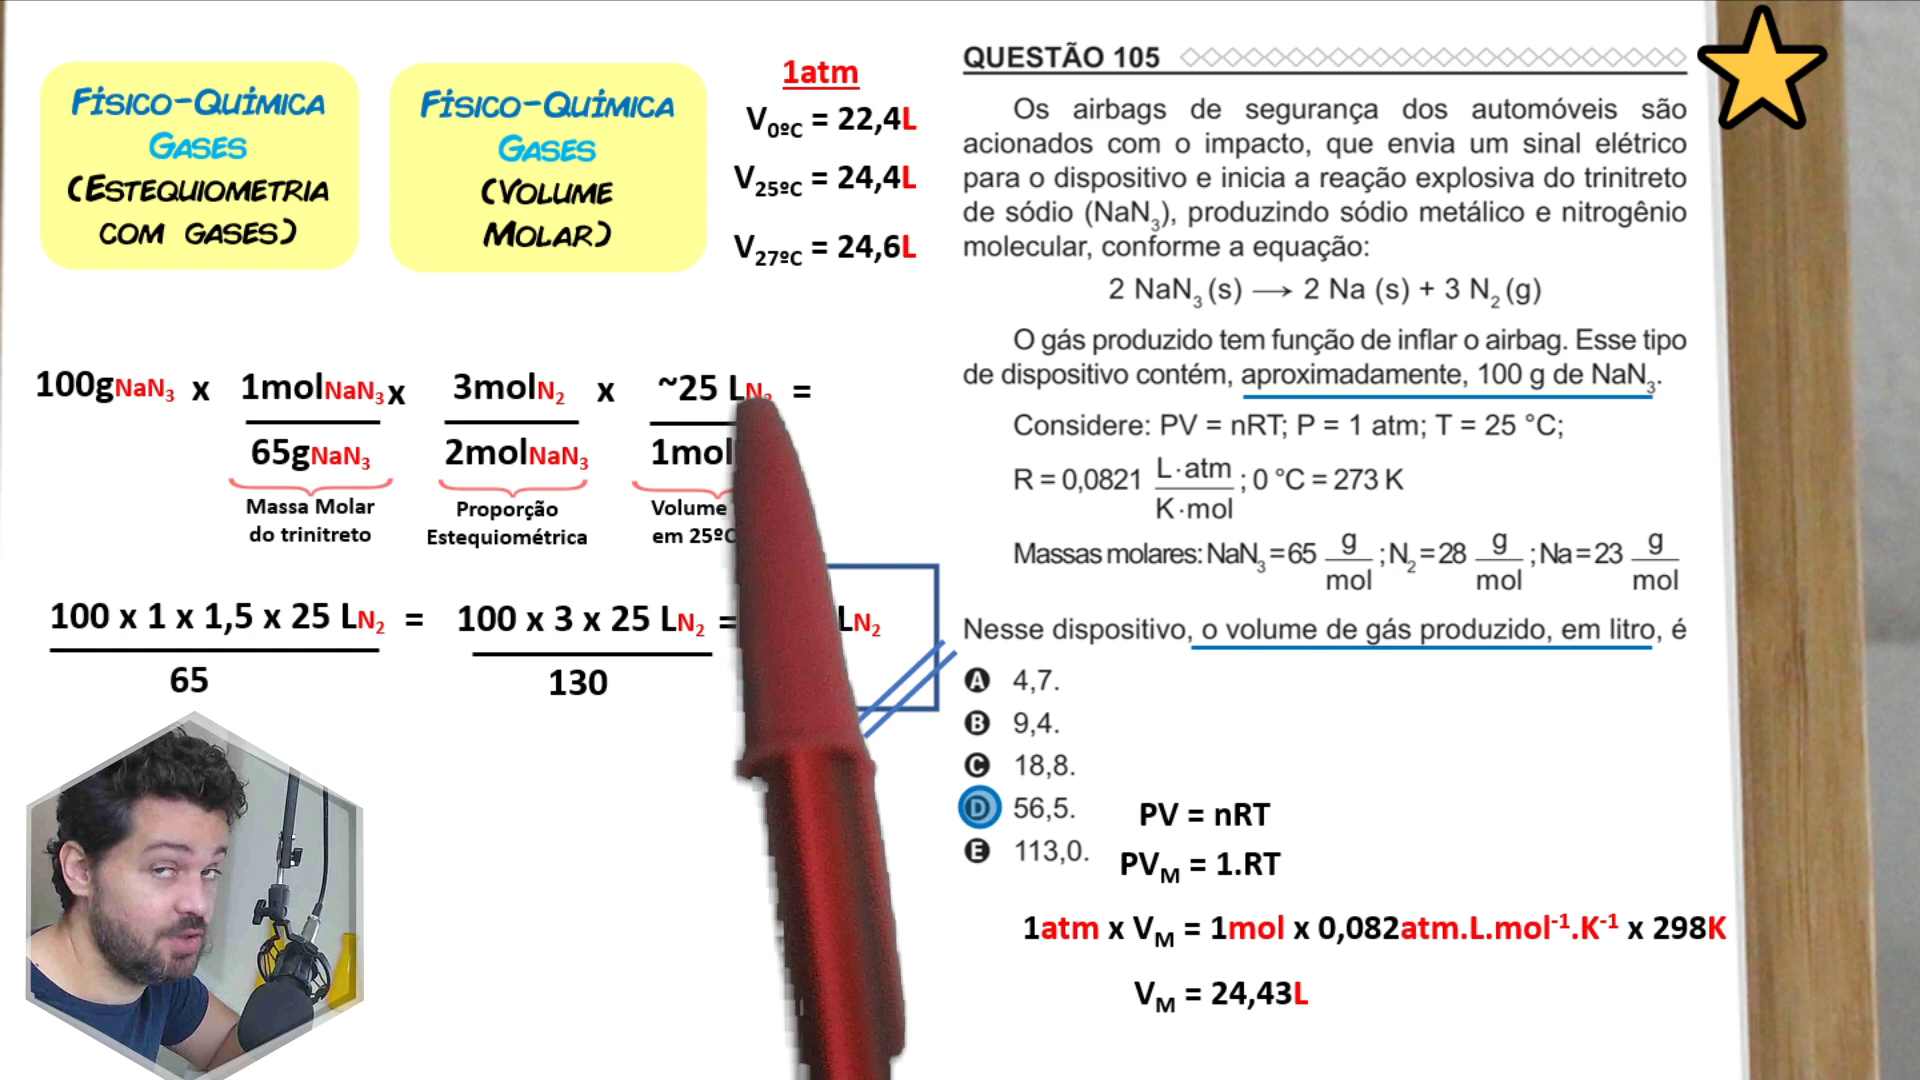 FÍSICO-QUÍMICA
GASES
(ESTEQUIOMETRIA
COM GASES)
FÍSICO-QUÍMICA
GASES
(VOLUME
MOLAR)
1atm
V0ºC = 22,4L
V25ºC = 24,4L
V27ºC = 24,6L
100gNaN3 x 1molNaN3 x 3molN2 x ~25 LN2 =
65gNaN3 2molNaN3 1mol
Massa Molar
do trinitreto
Proporção
Estequiométrica
Volume
em 25ºC
100 x 1 x 1,5 x 25 LN2 = 100 x 3 x 25 LN2 = LN2
65 130
QUESTÃO 105
Os airbags de segurança dos automóveis são
acionados com o impacto, que envia um sinal elétrico
para o dispositivo e inicia a reação explosiva do trinitreto
de sódio (NaN3), produzindo sódio metálico e nitrogênio
molecular, conforme a equação:
2 NaN3 (s) ⟶ 2 Na (s) + 3 N2 (g)
O gás produzido tem função de inflar o airbag. Esse tipo
de dispositivo contém, aproximadamente, 100 g de NaN3.
Considere: PV = nRT; P = 1 atm; T = 25 °C;
R = 0,0821 L·atm/K·mol ; 0 °C = 273 K
Massas molares: NaN3 = 65 g/mol ; N2 = 28 g/mol ; Na = 23 g/mol
Nesse dispositivo, o volume de gás produzido, em litro, é
A 4,7.
B 9,4.
C 18,8.
D 56,5.
E 113,0.
PV = nRT
PVM = 1.RT
1atm x VM = 1mol x 0,082atm.L.mol-1.K-1 x 298K
VM = 24,43L